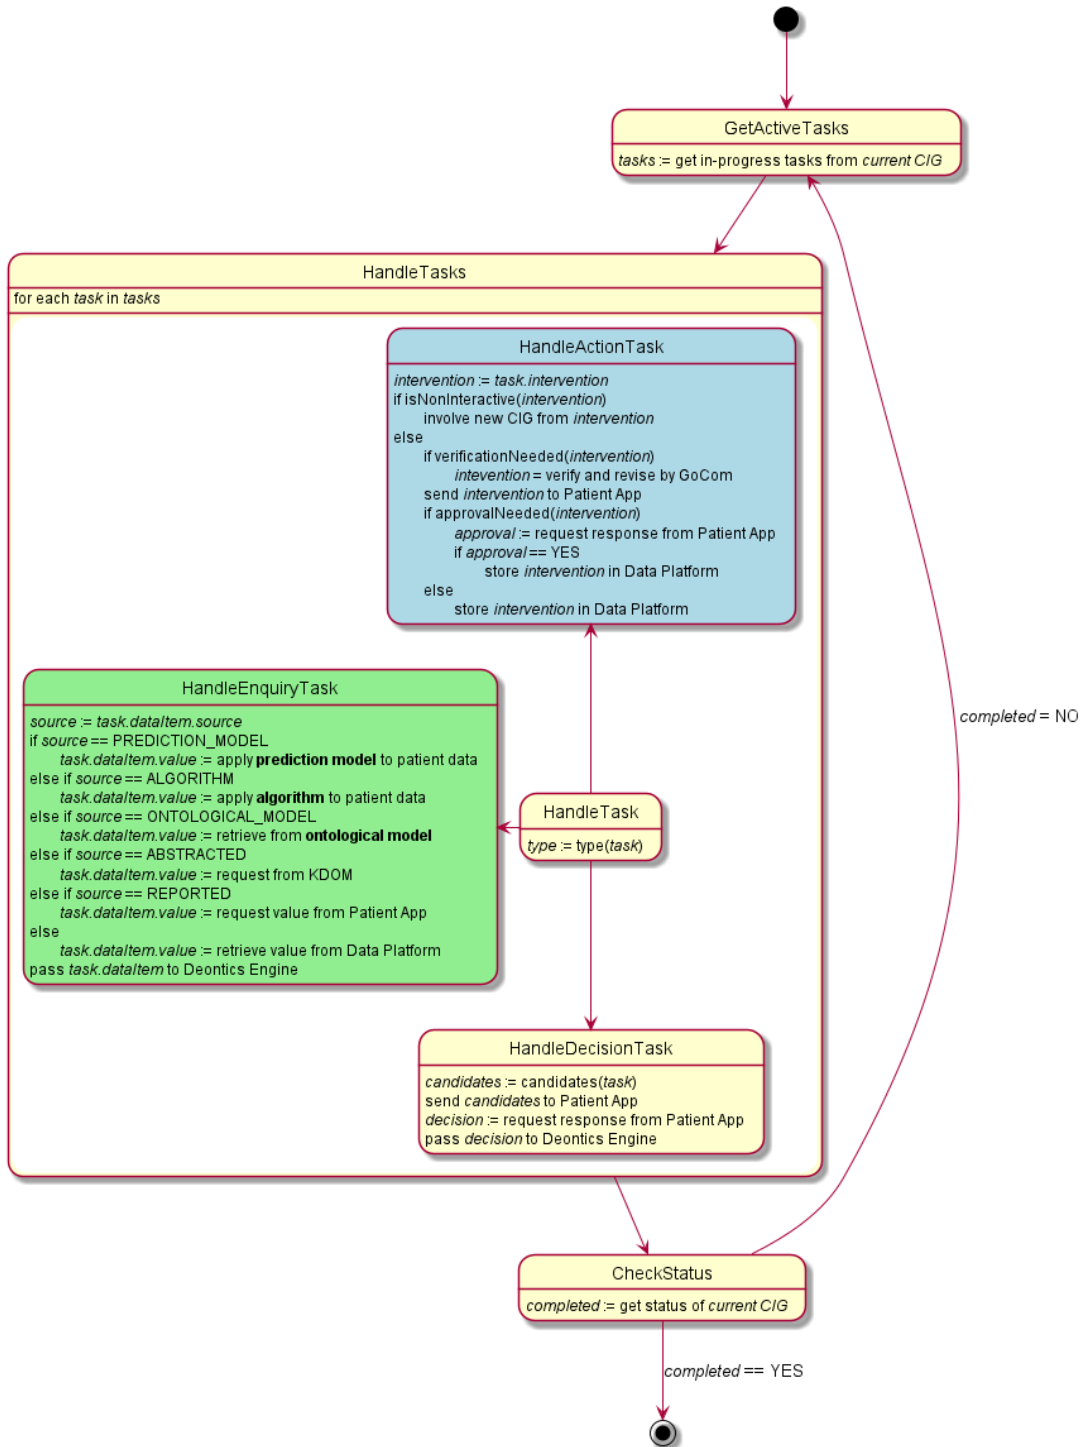 GetActiveTasks
tasks := get in-progress tasks from current CIG
HandleTasks
for each task in tasks
HandleActionTask
intervention := task.intervention
if isNonInteractive(intervention)
involve new CIG from intervention
else
if verificationNeeded(intervention)
intevention = verify and revise by GoCom
send intervention to Patient App
if approvalNeeded(intervention)
approval := request response from Patient App
if approval == YES
store intervention in Data Platform
else
store intervention in Data Platform
HandleEnquiryTask
source := task.dataItem.source
if source == PREDICTION_MODEL
task.dataItem.value := apply prediction model to patient data
else if source == ALGORITHM
task.dataItem.value := apply algorithm to patient data
else if source == ONTOLOGICAL_MODEL
task.dataItem.value := retrieve from ontological model
else if source == ABSTRACTED
task.dataItem.value := request from KDOM
else if source == REPORTED
task.dataItem.value := request value from Patient App
else
task.dataItem.value := retrieve value from Data Platform
pass task.dataItem to Deontics Engine
HandleTask
type := type(task)
completed = NO
HandleDecisionTask
candidates := candidates(task)
send candidates to Patient App
decision := request response from Patient App
pass decision to Deontics Engine
CheckStatus
completed := get status of current CIG
completed == YES